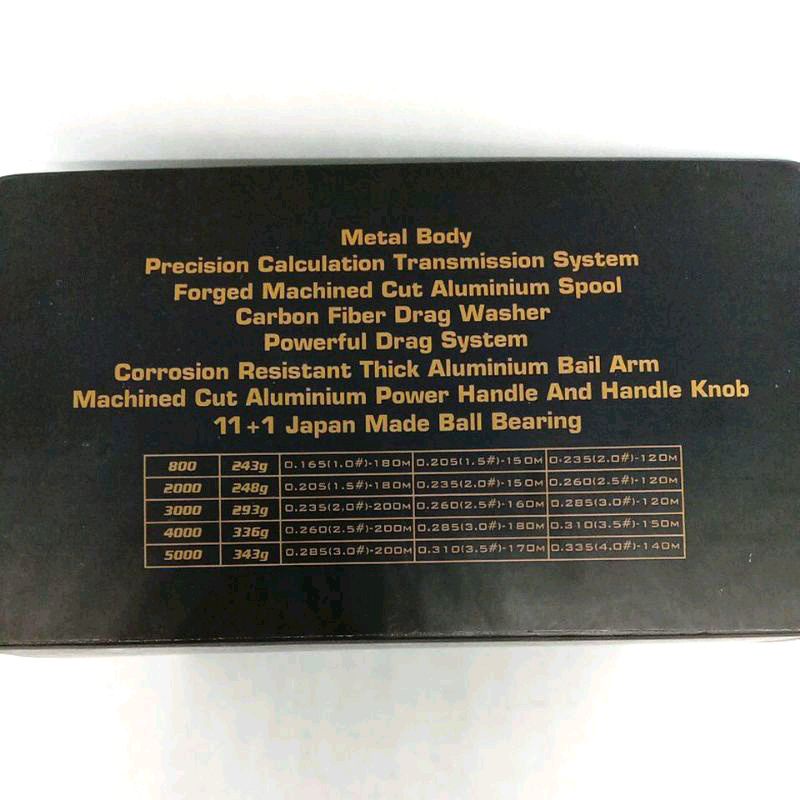 Metal Body
Precision Calculation Transmission System
Forged Machined Cut Aluminium Spool
Carbon Fiber Drag Washer
Powerful Drag System
Corrosion Resistant Thick Aluminium Bail Arm
Machined Cut Aluminium Power Handle And Handle Knob
11+1 Japan Made Ball Bearing
800 243g 0.165(1.0#)-180M 0.205(1.5#)-150M 0.235(2.0#)-120M
2000 248g 0.205(1.5#)-180M 0.235(2.0#)-150M 0.260(2.5#)-120M
3000 293g 0.235(2.0#)-200M 0.260(2.5#)-160M 0.285(3.0#)-120M
4000 336g 0.260(2.5#)-200M 0.285(3.0#)-180M 0.310(3.5#)-150M
5000 343g 0.285(3.0#)-200M 0.310(3.5#)-170M 0.335(4.0#)-140M